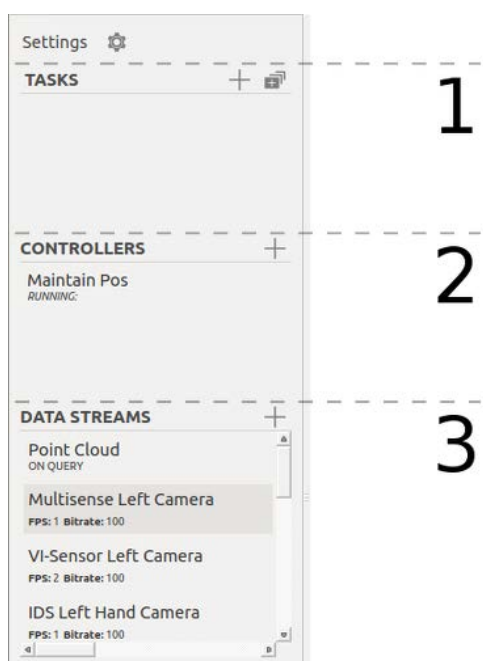 Settings
TASKS
1
CONTROLLERS
2
Maintain Pos
RUNNING:
DATA STREAMS
3
Point Cloud
ON QUERY
Multisense Left Camera
FPS: 1 Bitrate: 100
VI-Sensor Left Camera
FPS: 2 Bitrate: 100
IDS Left Hand Camera
FPS: 1 Bitrate: 100